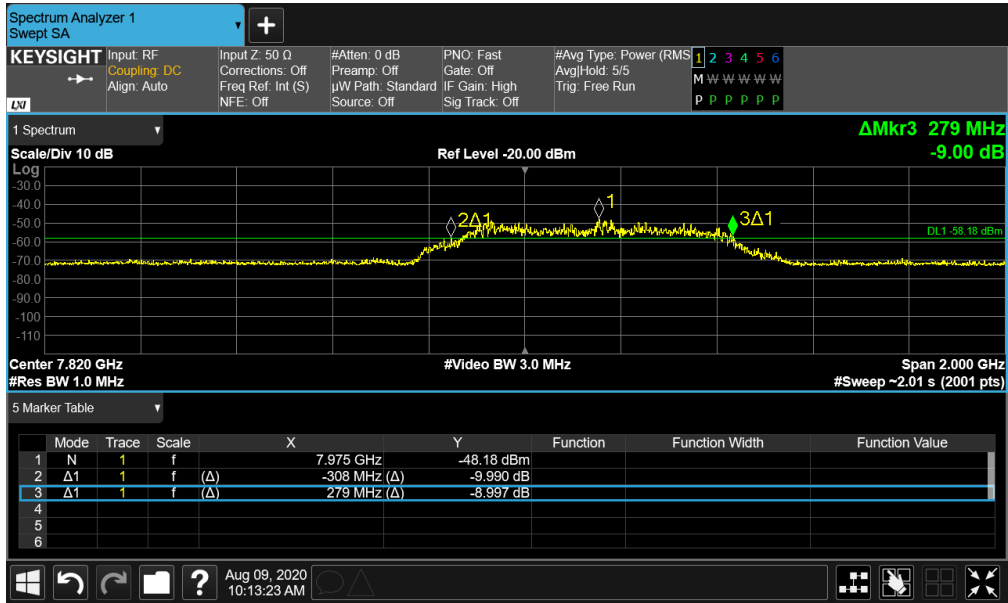 Spectrum Analyzer 1
Swept SA
+
KEYSIGHT
Input: RF
Coupling: DC
Align: Auto
LXI
Input Z: 50 Ω
Corrections: Off
Freq Ref: Int (S)
NFE: Off
#Atten: 0 dB
Preamp: Off
µW Path: Standard
Source: Off
PNO: Fast
Gate: Off
IF Gain: High
Sig Track: Off
#Avg Type: Power (RMS
Avg|Hold: 5/5
Trig: Free Run
1 2 3 4 5 6
M W W W W W
P P P P P P
1 Spectrum
ΔMkr3 279 MHz
-9.00 dB
Scale/Div 10 dB
Ref Level -20.00 dBm
Log
-30.0
-40.0
-50.0
-60.0
-70.0
-80.0
-90.0
-100
-110
2Δ1
1
3Δ1
DL1 -58.18 dBm
Center 7.820 GHz
#Video BW 3.0 MHz
Span 2.000 GHz
#Res BW 1.0 MHz
#Sweep ~2.01 s (2001 pts)
5 Marker Table
Mode Trace Scale X Y Function Function Width Function Value
1 N 1 f 7.975 GHz -48.18 dBm
2 Δ1 1 f (Δ) -308 MHz (Δ) -9.990 dB
3 Δ1 1 f (Δ) 279 MHz (Δ) -8.997 dB
4
5
6
?
Aug 09, 2020
10:13:23 AM